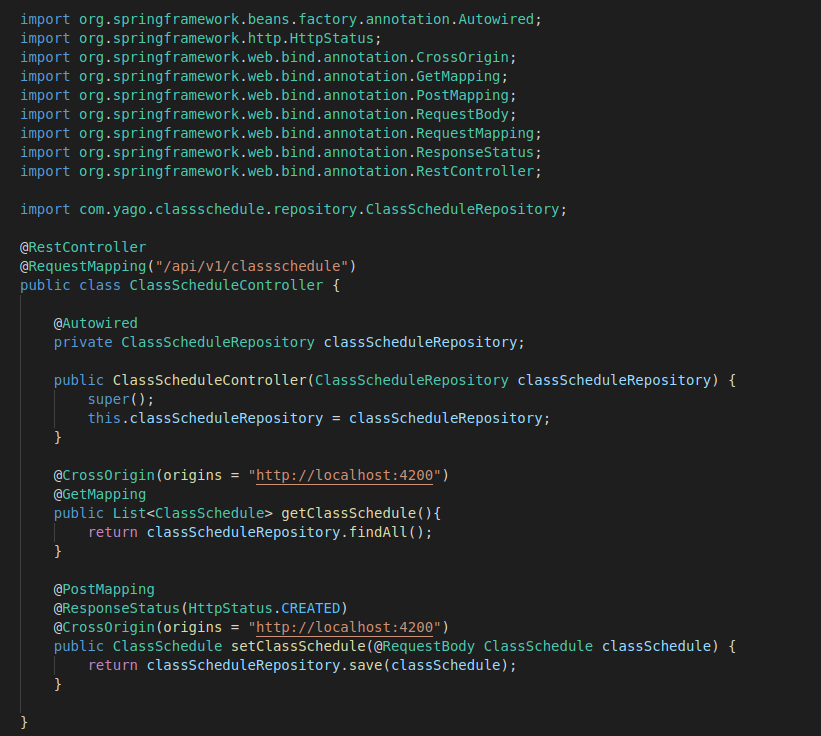 import org.springframework.beans.factory.annotation.Autowired;
import org.springframework.http.HttpStatus;
import org.springframework.web.bind.annotation.CrossOrigin;
import org.springframework.web.bind.annotation.GetMapping;
import org.springframework.web.bind.annotation.PostMapping;
import org.springframework.web.bind.annotation.RequestBody;
import org.springframework.web.bind.annotation.RequestMapping;
import org.springframework.web.bind.annotation.ResponseStatus;
import org.springframework.web.bind.annotation.RestController;

import com.yago.classschedule.repository.ClassScheduleRepository;

@RestController
@RequestMapping("/api/v1/classschedule")
public class ClassScheduleController {

    @Autowired
    private ClassScheduleRepository classScheduleRepository;

    public ClassScheduleController(ClassScheduleRepository classScheduleRepository) {
        super();
        this.classScheduleRepository = classScheduleRepository;
    }

    @CrossOrigin(origins = "http://localhost:4200")
    @GetMapping
    public List<ClassSchedule> getClassSchedule(){
        return classScheduleRepository.findAll();
    }

    @PostMapping
    @ResponseStatus(HttpStatus.CREATED)
    @CrossOrigin(origins = "http://localhost:4200")
    public ClassSchedule setClassSchedule(@RequestBody ClassSchedule classSchedule) {
        return classScheduleRepository.save(classSchedule);
    }

}